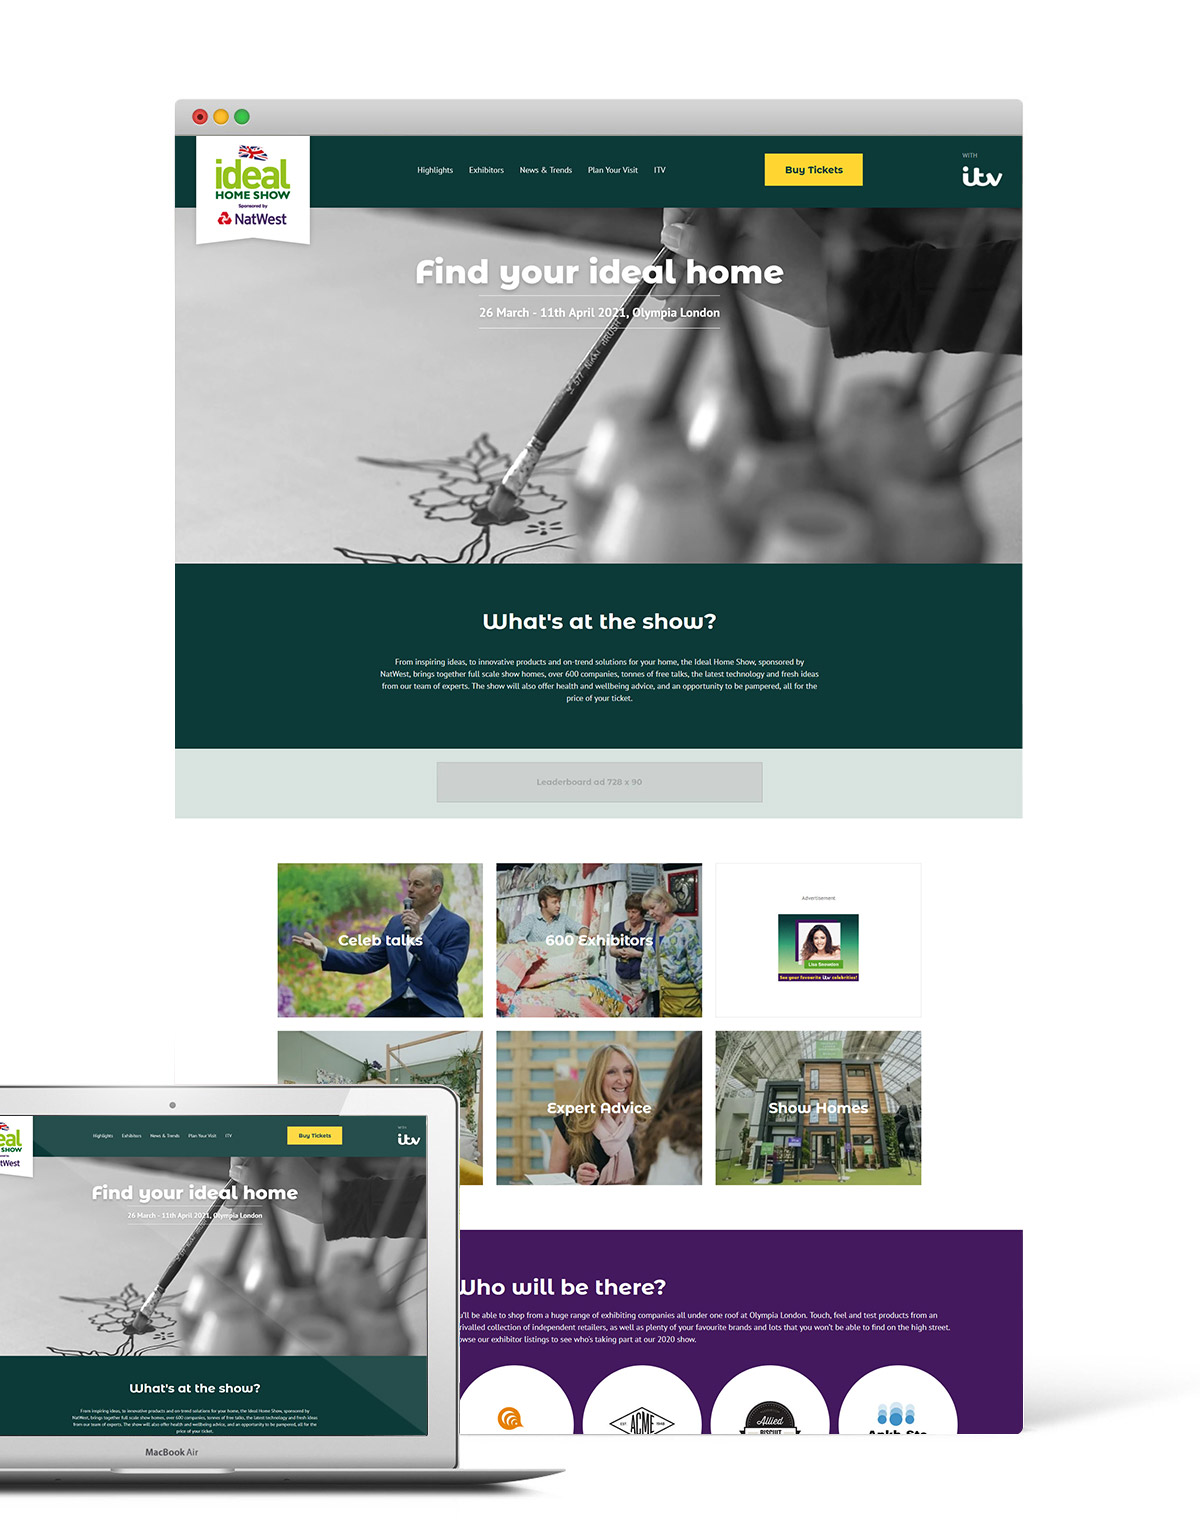 ideal
HOME SHOW
Sponsored by
NatWest
Highlights Exhibitors News & Trends Plan Your Visit ITV
Buy Tickets
WITH
itv
Find your ideal home
26 March - 11th April 2021, Olympia London
577 NIKKI BRUSH
What's at the show?
From inspiring ideas, to innovative products and on-trend solutions for your home, the Ideal Home Show, sponsored by
NatWest, brings together full scale show homes, over 600 companies, tonnes of free talks, the latest technology and fresh ideas
from our team of experts. The show will also offer health and wellbeing advice, and an opportunity to be pampered, all for the
price of your ticket.
Leaderboard ad 728 x 90
Celeb talks
600 Exhibitors
Advertisement
See your favourite itv celebrities!
Expert Advice
Show Homes
eal
SHOW
tWest
Highlights Exhibitors News & Trends Plan Your Visit ITV
Buy Tickets
WITH
itv
Find your ideal home
26 March - 11th April 2021, Olympia London
What's at the show?
From inspiring ideas, to innovative products and on-trend solutions for your home, the Ideal Home Show, sponsored by
NatWest, brings together full scale show homes, over 600 companies, tonnes of free talks, the latest technology and fresh ideas
from our team of experts. The show will also offer health and wellbeing advice, and an opportunity to be pampered, all for the
price of your ticket.
MacBook Air
Who will be there?
u'll be able to shop from a huge range of exhibiting companies all under one roof at Olympia London. Touch, feel and test products from an
rivalled collection of independent retailers, as well as plenty of your favourite brands and lots that you won't be able to find on the high street.
owse our exhibitor listings to see who's taking part at our 2020 show.
EST ACME 1948
Allied
BISCUIT